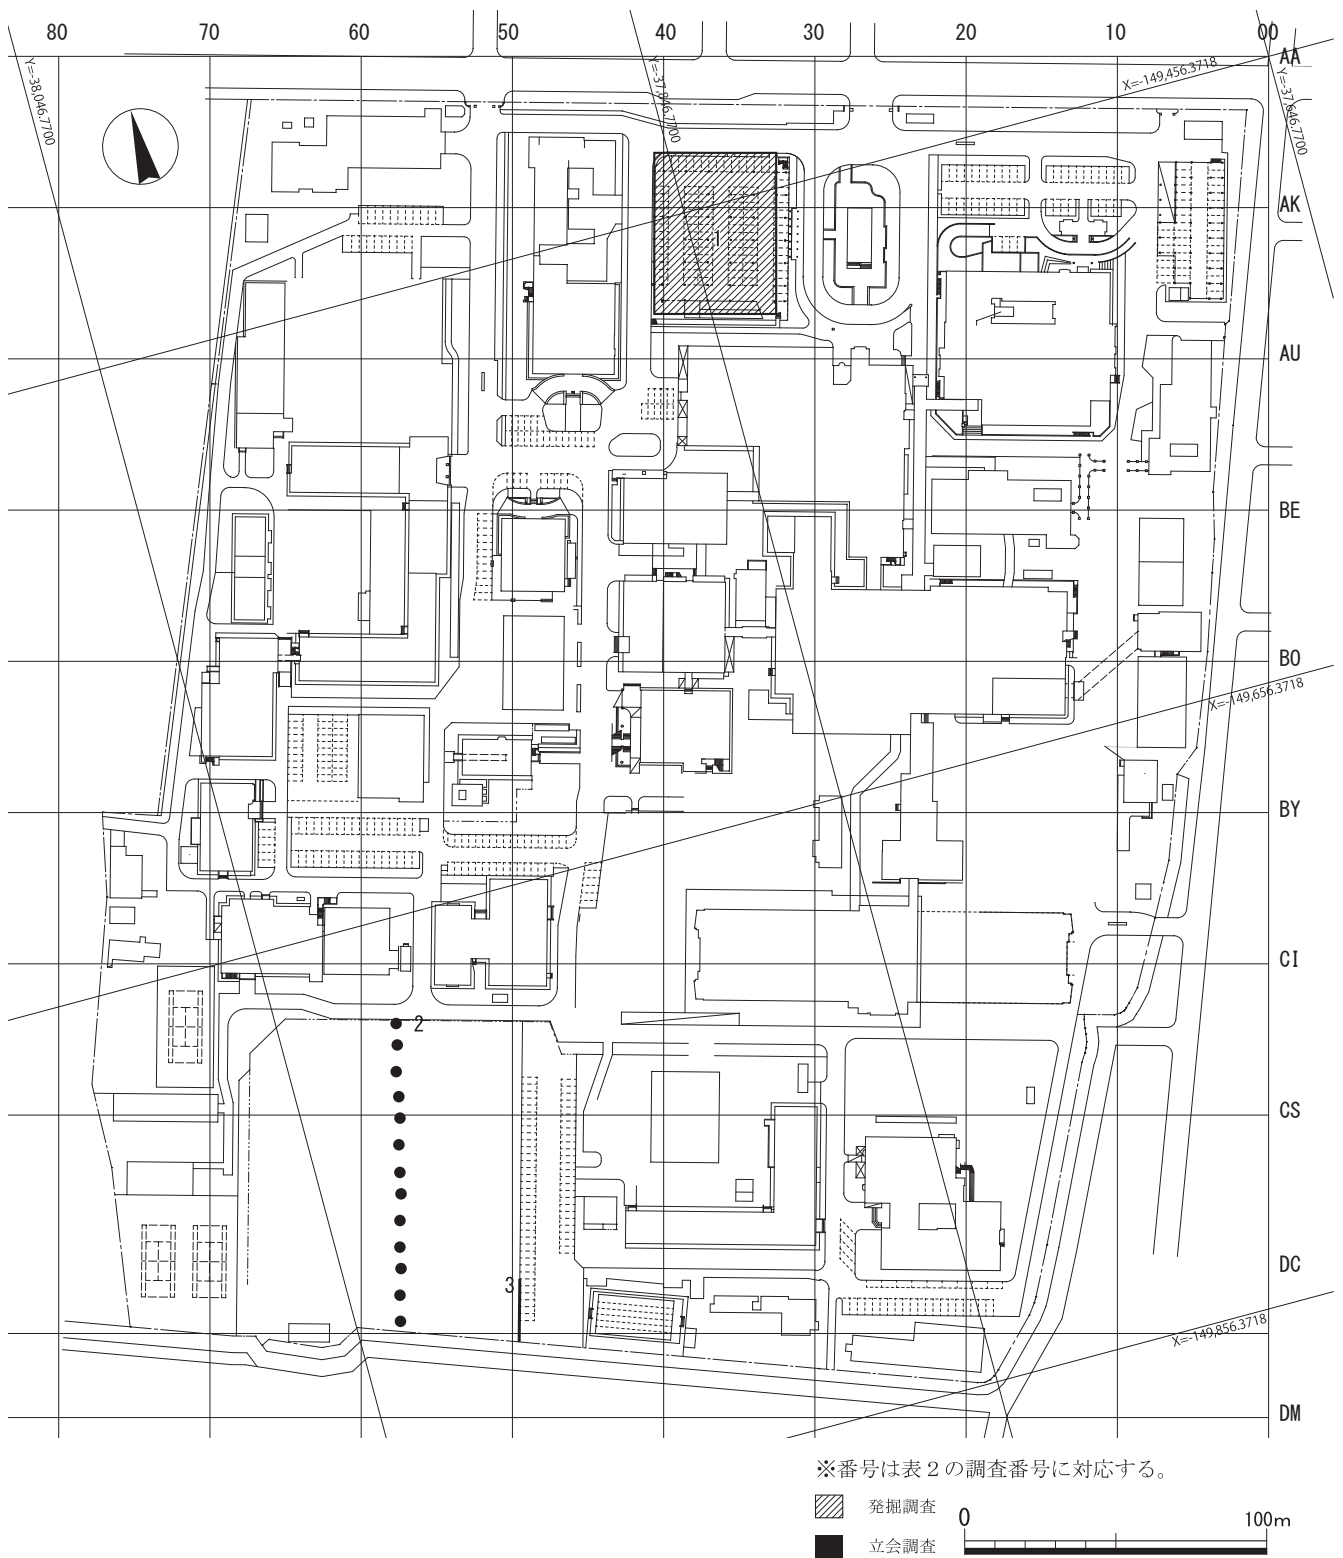 80 70 60 50 40 30 20 10 00
AA
Y=-38,046.7700
Y=-37,846.7700
X=-149,456.3718
Y=-37,646.7700
AK
1
AU
BE
BO
X=-149,656.3718
BY
CI
2
CS
DC
3
X=-149,856.3718
DM
※番号は表2の調査番号に対応する。
発掘調査
0 100m
立会調査